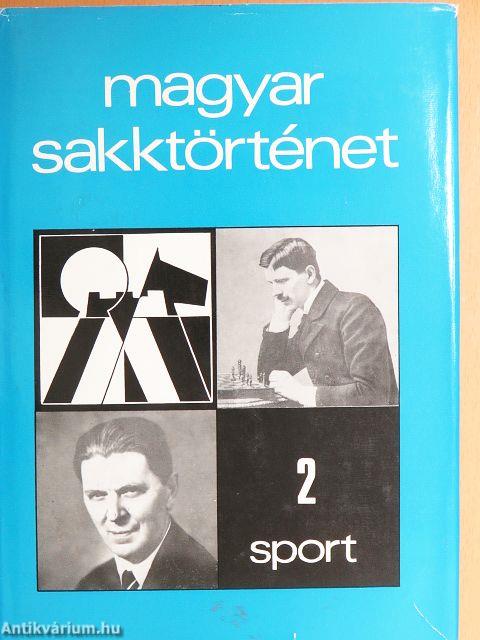 magyar
sakktörténet
2
sport
Antikvárium.hu